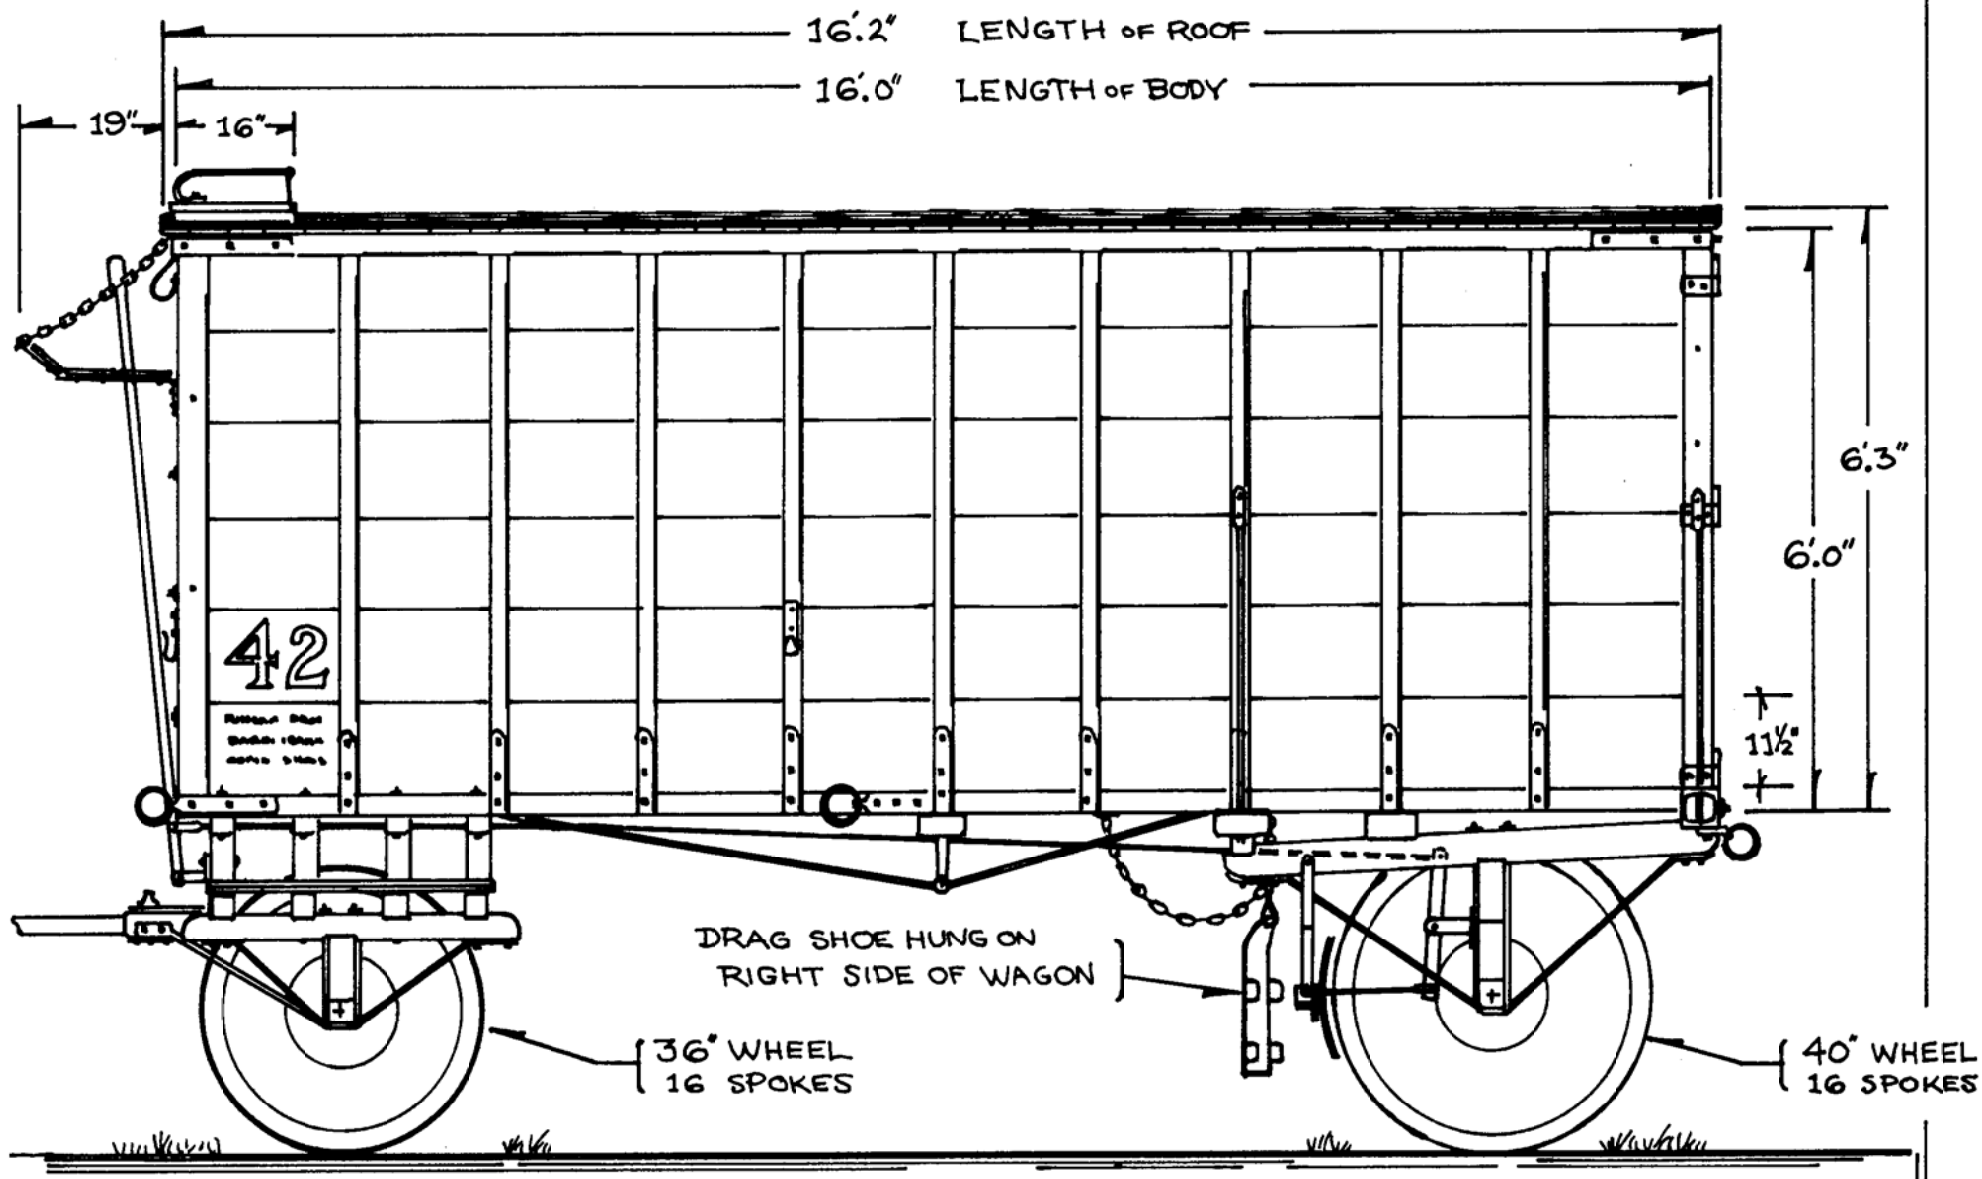 16'.2" LENGTH OF ROOF
16'.0" LENGTH OF BODY
19" 16"
6'.3"
6'.0"
42
11½"
DRAG SHOE HUNG ON
RIGHT SIDE OF WAGON
36" WHEEL
16 SPOKES
40" WHEEL
16 SPOKES